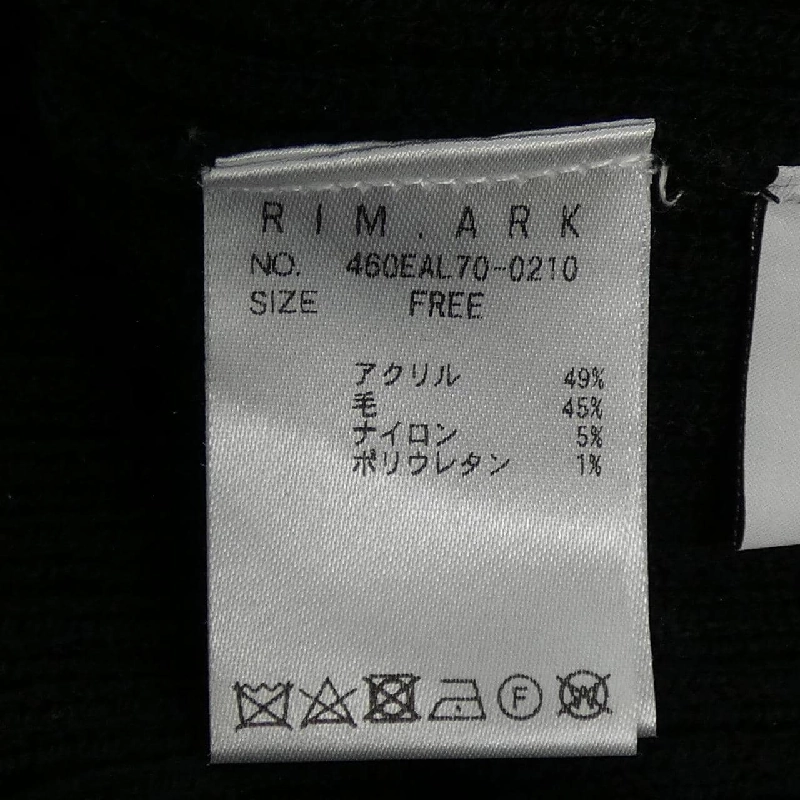 RIM.ARK
NO. 460EAL70-0210
SIZE FREE
アクリル 49%
毛 45%
ナイロン 5%
ポリウレタン 1%
F
W